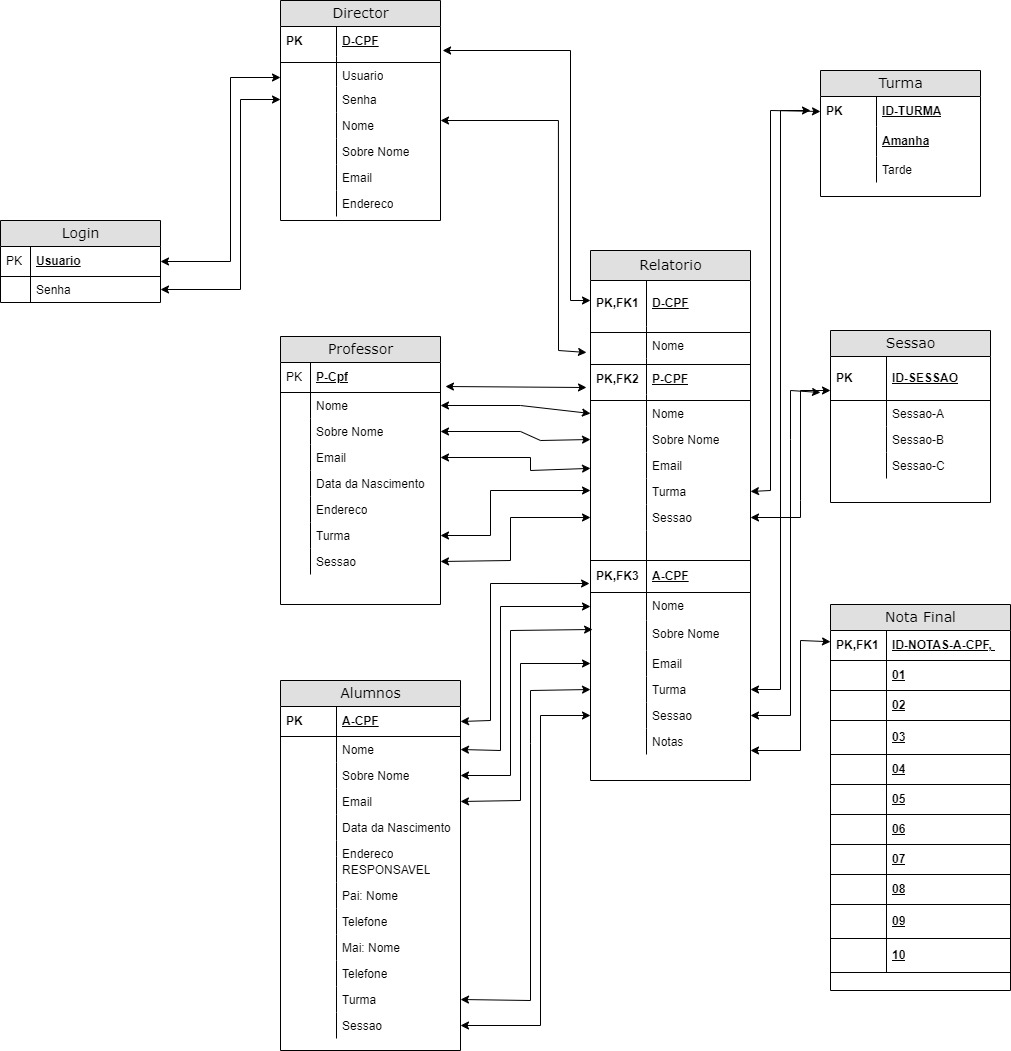 Director
PK D-CPF
Usuario
Senha
Nome
Sobre Nome
Email
Endereco
Login
PK Usuario
Senha
Professor
PK P-Cpf
Nome
Sobre Nome
Email
Data da Nascimento
Endereco
Turma
Sessao
Alumnos
PK A-CPF
Nome
Sobre Nome
Email
Data da Nascimento
Endereco
RESPONSAVEL
Pai: Nome
Telefone
Mai: Nome
Telefone
Turma
Sessao
Relatorio
PK,FK1 D-CPF
Nome
PK,FK2 P-CPF
Nome
Sobre Nome
Email
Turma
Sessao
PK,FK3 A-CPF
Nome
Sobre Nome
Email
Turma
Sessao
Notas
Turma
PK ID-TURMA
Amanha
Tarde
Sessao
PK ID-SESSAO
Sessao-A
Sessao-B
Sessao-C
Nota Final
PK,FK1 ID-NOTAS-A-CPF,
01
02
03
04
05
06
07
08
09
10